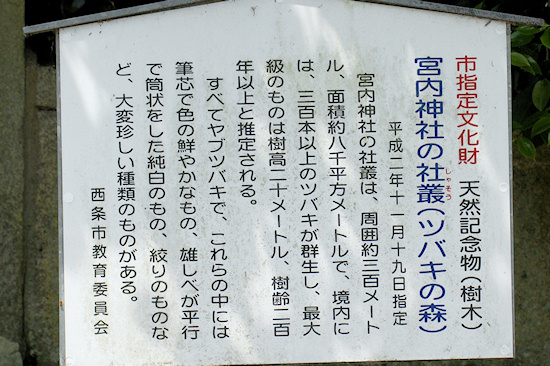 市指定文化財　天然記念物（樹木）
宮内神社の社叢（ツバキの森）
じゃそう
平成二年十一月十九日指定
宮内神社の社叢は、周囲約三百メート
ル、面積約八千平方メートルで、境内に
は、三百本以上のツバキが群生し、最大
級のものは樹高二十メートル、樹齢二百
年以上と推定される。
すべてヤブツバキで、これらの中には
筆芯で色の鮮やかなもの、雄しべが平行
で筒状をした純白のもの、絞りのものな
ど、大変珍しい種類のものがある。
西条市教育委員会